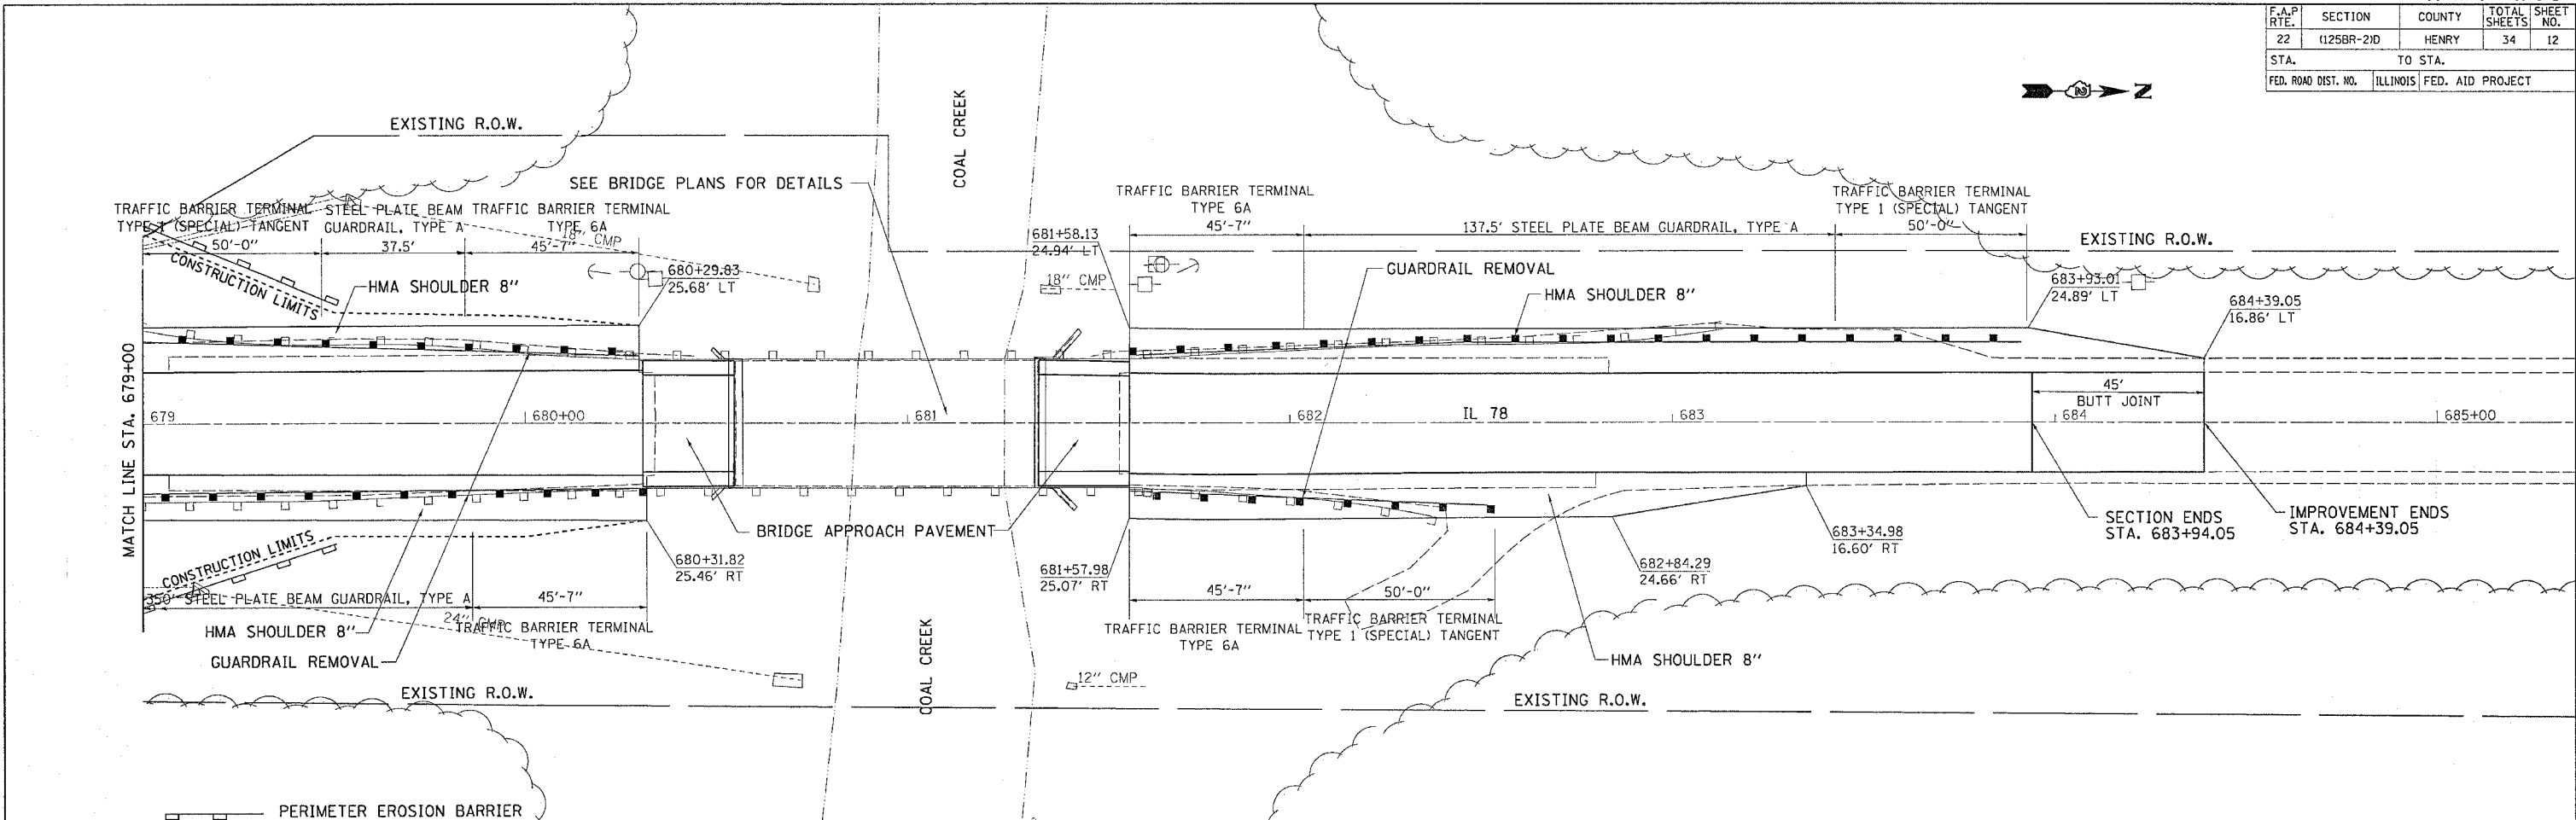 F.A.P RTE. SECTION COUNTY TOTAL SHEETS SHEET NO.
22 (125BR-2)D HENRY 34 12
STA. TO STA.
FED. ROAD DIST. NO. ILLINOIS FED. AID PROJECT
N
EXISTING R.O.W.
COAL CREEK
SEE BRIDGE PLANS FOR DETAILS
TRAFFIC BARRIER TERMINAL
TYPE 1 (SPECIAL) TANGENT
50'-0"
STEEL PLATE BEAM
GUARDRAIL, TYPE A
37.5'
TRAFFIC BARRIER TERMINAL
TYPE 6A
45'-7"
18" CMP
CONSTRUCTION LIMITS
HMA SHOULDER 8"
680+29.83
25.68' LT
681+58.13
24.94' LT
18" CMP
TRAFFIC BARRIER TERMINAL
TYPE 6A
45'-7"
137.5' STEEL PLATE BEAM GUARDRAIL, TYPE A
TRAFFIC BARRIER TERMINAL
TYPE 1 (SPECIAL) TANGENT
50'-0"
EXISTING R.O.W.
GUARDRAIL REMOVAL
HMA SHOULDER 8"
683+93.01
24.89' LT
684+39.05
16.86' LT
MATCH LINE STA. 679+00
679
680+00
681
682
IL 78
683
45'
BUTT JOINT
684
685+00
BRIDGE APPROACH PAVEMENT
CONSTRUCTION LIMITS
350' STEEL PLATE BEAM GUARDRAIL, TYPE A
45'-7"
680+31.82
25.46' RT
681+57.98
25.07' RT
45'-7"
50'-0"
682+84.29
24.66' RT
683+34.98
16.60' RT
SECTION ENDS
STA. 683+94.05
IMPROVEMENT ENDS
STA. 684+39.05
HMA SHOULDER 8"
24" CMP
TRAFFIC BARRIER TERMINAL
TYPE 6A
GUARDRAIL REMOVAL
TRAFFIC BARRIER TERMINAL
TYPE 6A
TRAFFIC BARRIER TERMINAL
TYPE 1 (SPECIAL) TANGENT
HMA SHOULDER 8"
12" CMP
COAL CREEK
EXISTING R.O.W.
EXISTING R.O.W.
PERIMETER EROSION BARRIER